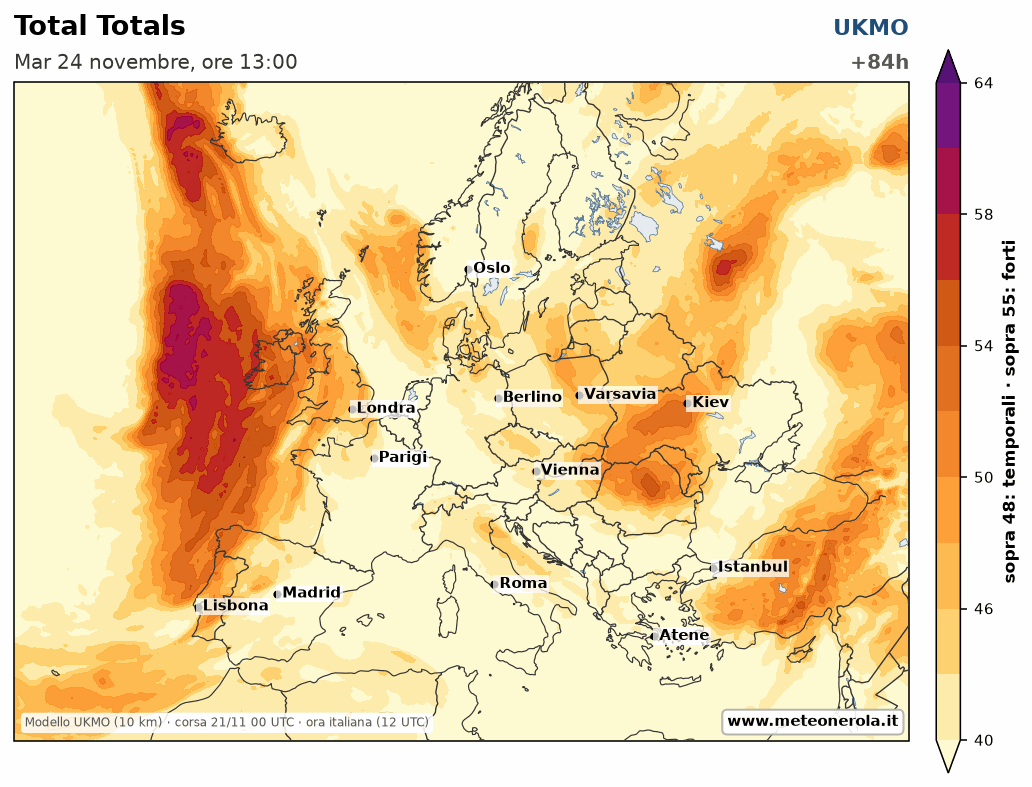 Total Totals
UKMO
Mar 24 novembre, ore 13:00
+84h
64
58
54
50
46
40
sopra 48: temporali · sopra 55: forti
Oslo
Berlino
Varsavia
Kiev
Londra
Parigi
Vienna
Istanbul
Roma
Madrid
Lisbona
Atene
Modello UKMO (10 km) · corsa 21/11 00 UTC · ora italiana (12 UTC)
www.meteonerola.it